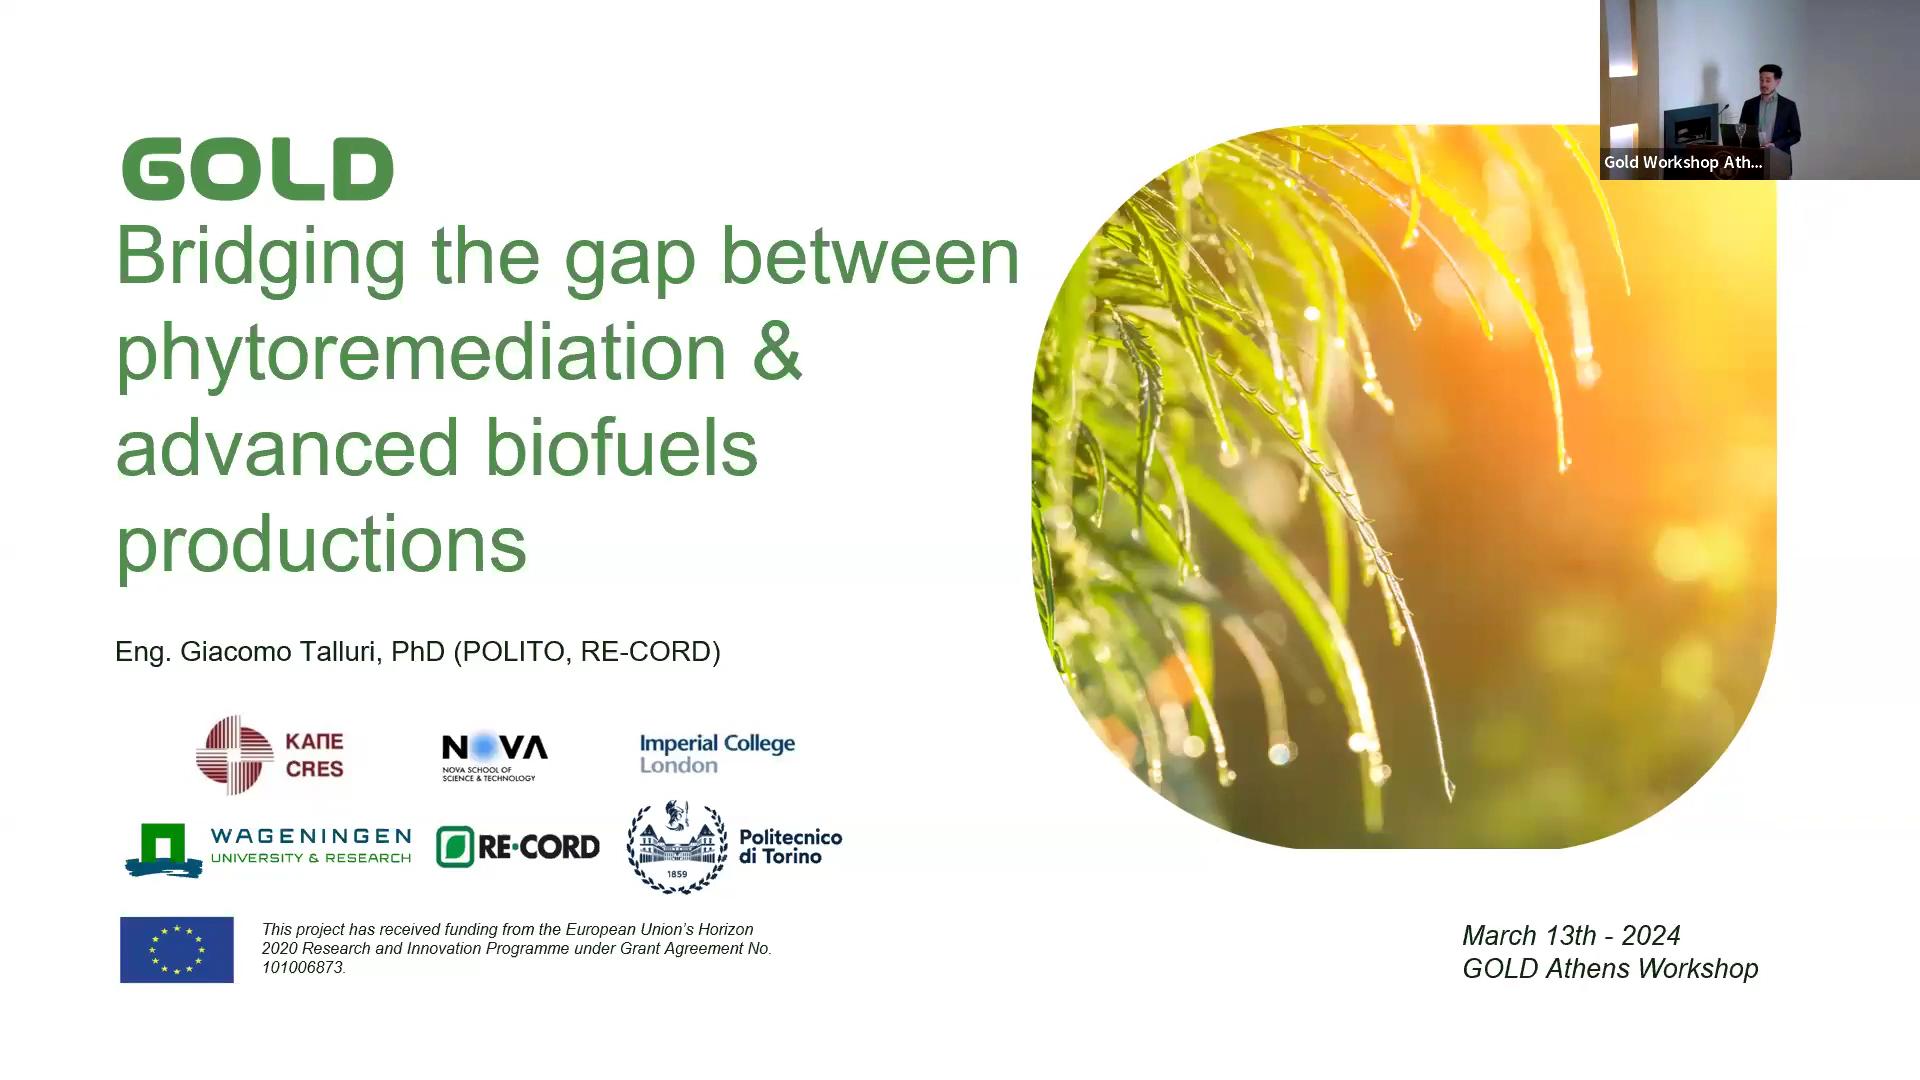 GOLD
Bridging the gap between
phytoremediation &
advanced biofuels
productions
Eng. Giacomo Talluri, PhD (POLITO, RE-CORD)
ΚΑΠΕ
CRES
NOVA
NOVA SCHOOL OF
SCIENCE & TECHNOLOGY
Imperial College
London
WAGENINGEN
UNIVERSITY & RESEARCH
RE-CORD
1859
Politecnico
di Torino
This project has received funding from the European Union's Horizon
2020 Research and Innovation Programme under Grant Agreement No.
101006873.
March 13th - 2024
GOLD Athens Workshop
Gold Workshop Ath...